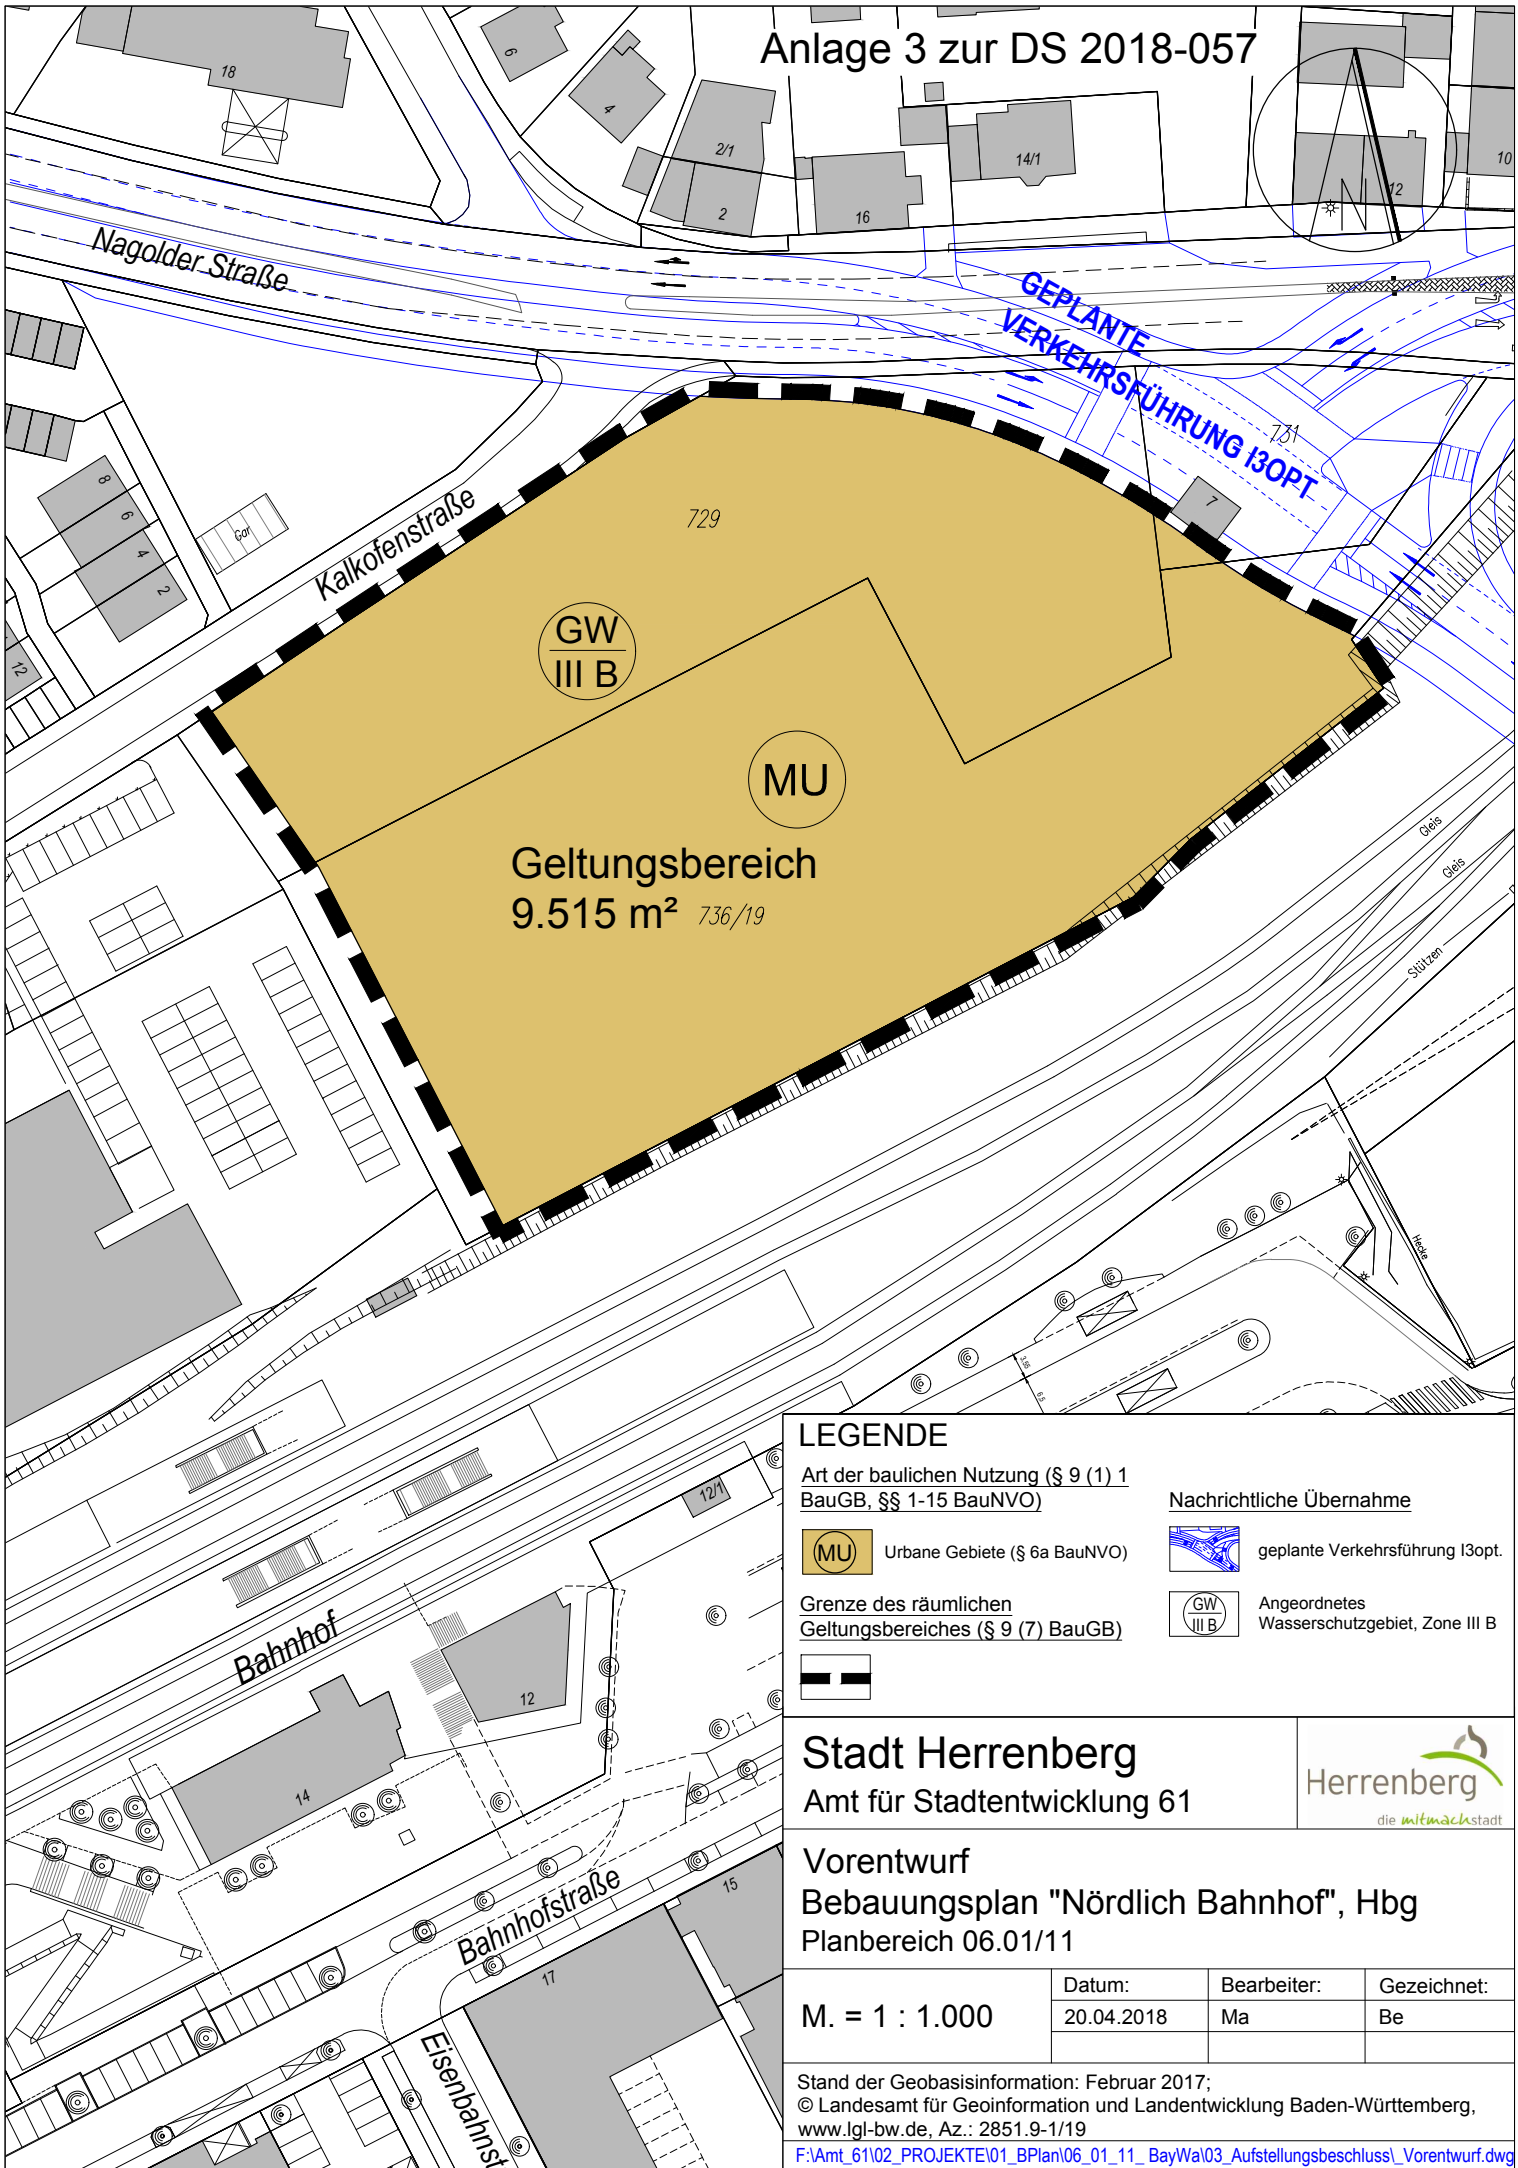 Anlage 3 zur DS 2018-057
18
6
4
2/1
2
16
14/1
12
10
N
Nagolder Straße
GEPLANTE
VERKEHRSFÜHRUNG I3OPT
731
7
729
8
6
4
2
Gar
12
Kalkofenstraße
GW
III B
MU
Geltungsbereich
9.515 m² 736/19
Gleis
Gleis
Stützen
Hecke
3.55
6.5
12/1
Bahnhof
12
14
Bahnhofstraße
15
17
Eisenbahnst
LEGENDE
Art der baulichen Nutzung (§ 9 (1) 1
BauGB, §§ 1-15 BauNVO)
MU Urbane Gebiete (§ 6a BauNVO)
Grenze des räumlichen
Geltungsbereiches (§ 9 (7) BauGB)
Nachrichtliche Übernahme
geplante Verkehrsführung I3opt.
GW
III B
Angeordnetes
Wasserschutzgebiet, Zone III B
Stadt Herrenberg
Amt für Stadtentwicklung 61
Herrenberg
die mitmachstadt
Vorentwurf
Bebauungsplan "Nördlich Bahnhof", Hbg
Planbereich 06.01/11
M. = 1 : 1.000
Datum: Bearbeiter: Gezeichnet:
20.04.2018 Ma Be
Stand der Geobasisinformation: Februar 2017;
© Landesamt für Geoinformation und Landentwicklung Baden-Württemberg,
www.lgl-bw.de, Az.: 2851.9-1/19
F:\Amt_61\02_PROJEKTE\01_BPlan\06_01_11_ BayWa\03_Aufstellungsbeschluss\_Vorentwurf.dwg